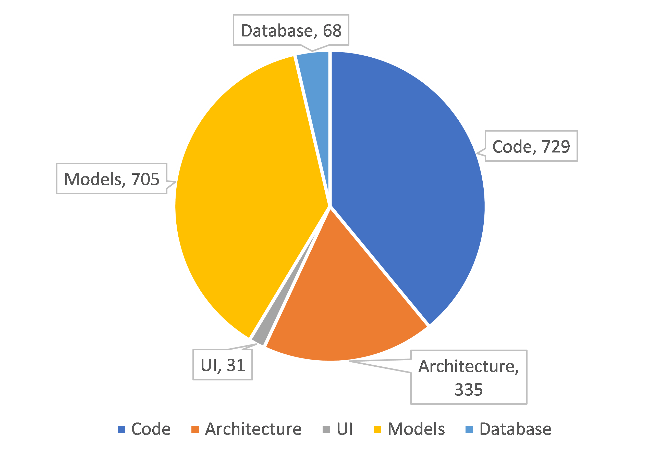 Database, 68
Code, 729
Models, 705
UI, 31
Architecture,
335
Code Architecture UI Models Database